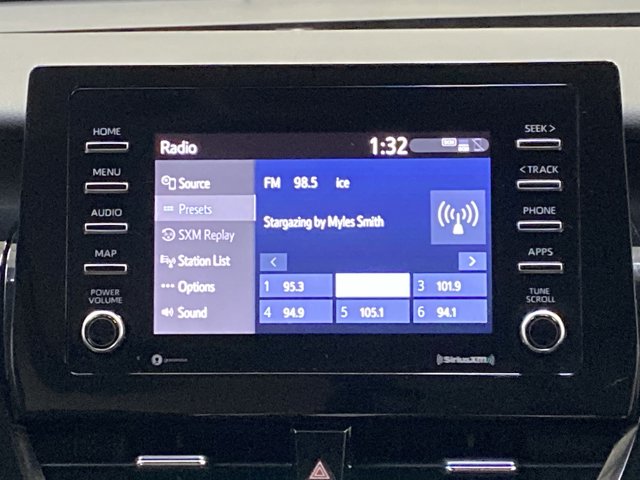 HOME
MENU
AUDIO
MAP
POWER
VOLUME
Radio
1:32
Source
Presets
SXM Replay
Station List
Options
Sound
FM 98.5 ice
Stargazing by Myles Smith
<
>
1 95.3
3 101.9
4 94.9
5 105.1
6 94.1
SEEK >
< TRACK
PHONE
APPS
TUNE
SCROLL
gracenote
((SiriusXM))